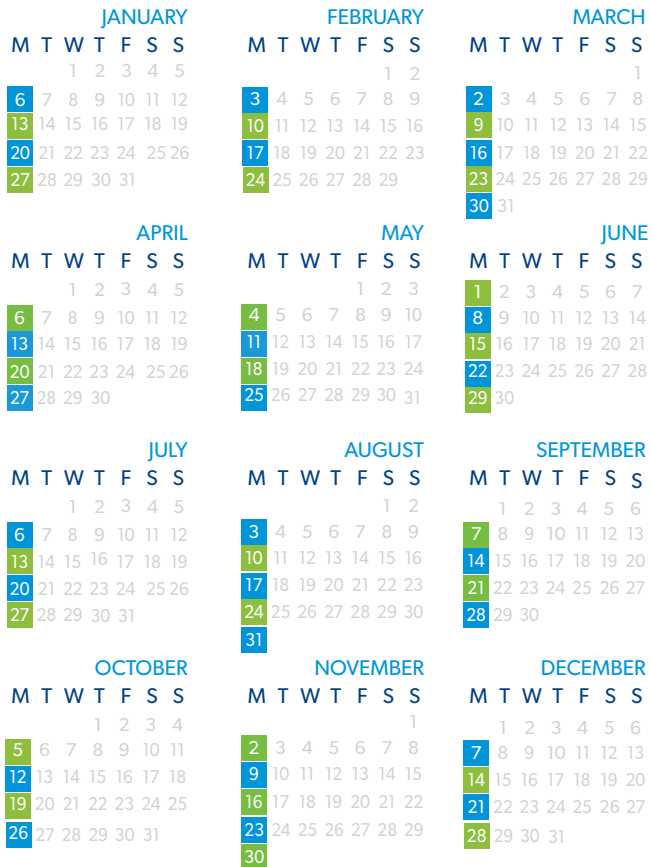 JANUARY
M T W T F S S
1 2 3 4 5
6 7 8 9 10 11 12
13 14 15 16 17 18 19
20 21 22 23 24 25 26
27 28 29 30 31
FEBRUARY
M T W T F S S
1 2
3 4 5 6 7 8 9
10 11 12 13 14 15 16
17 18 19 20 21 22 23
24 25 26 27 28 29
MARCH
M T W T F S S
1
2 3 4 5 6 7 8
9 10 11 12 13 14 15
16 17 18 19 20 21 22
23 24 25 26 27 28 29
30 31
APRIL
M T W T F S S
1 2 3 4 5
6 7 8 9 10 11 12
13 14 15 16 17 18 19
20 21 22 23 24 25 26
27 28 29 30
MAY
M T W T F S S
1 2 3
4 5 6 7 8 9 10
11 12 13 14 15 16 17
18 19 20 21 22 23 24
25 26 27 28 29 30 31
JUNE
M T W T F S S
1 2 3 4 5 6 7
8 9 10 11 12 13 14
15 16 17 18 19 20 21
22 23 24 25 26 27 28
29 30
JULY
M T W T F S S
1 2 3 4 5
6 7 8 9 10 11 12
13 14 15 16 17 18 19
20 21 22 23 24 25 26
27 28 29 30 31
AUGUST
M T W T F S S
1 2
3 4 5 6 7 8 9
10 11 12 13 14 15 16
17 18 19 20 21 22 23
24 25 26 27 28 29 30
31
SEPTEMBER
M T W T F S S
1 2 3 4 5 6
7 8 9 10 11 12 13
14 15 16 17 18 19 20
21 22 23 24 25 26 27
28 29 30
OCTOBER
M T W T F S S
1 2 3 4
5 6 7 8 9 10 11
12 13 14 15 16 17 18
19 20 21 22 23 24 25
26 27 28 29 30 31
NOVEMBER
M T W T F S S
1
2 3 4 5 6 7 8
9 10 11 12 13 14 15
16 17 18 19 20 21 22
23 24 25 26 27 28 29
30
DECEMBER
M T W T F S S
1 2 3 4 5 6
7 8 9 10 11 12 13
14 15 16 17 18 19 20
21 22 23 24 25 26 27
28 29 30 31